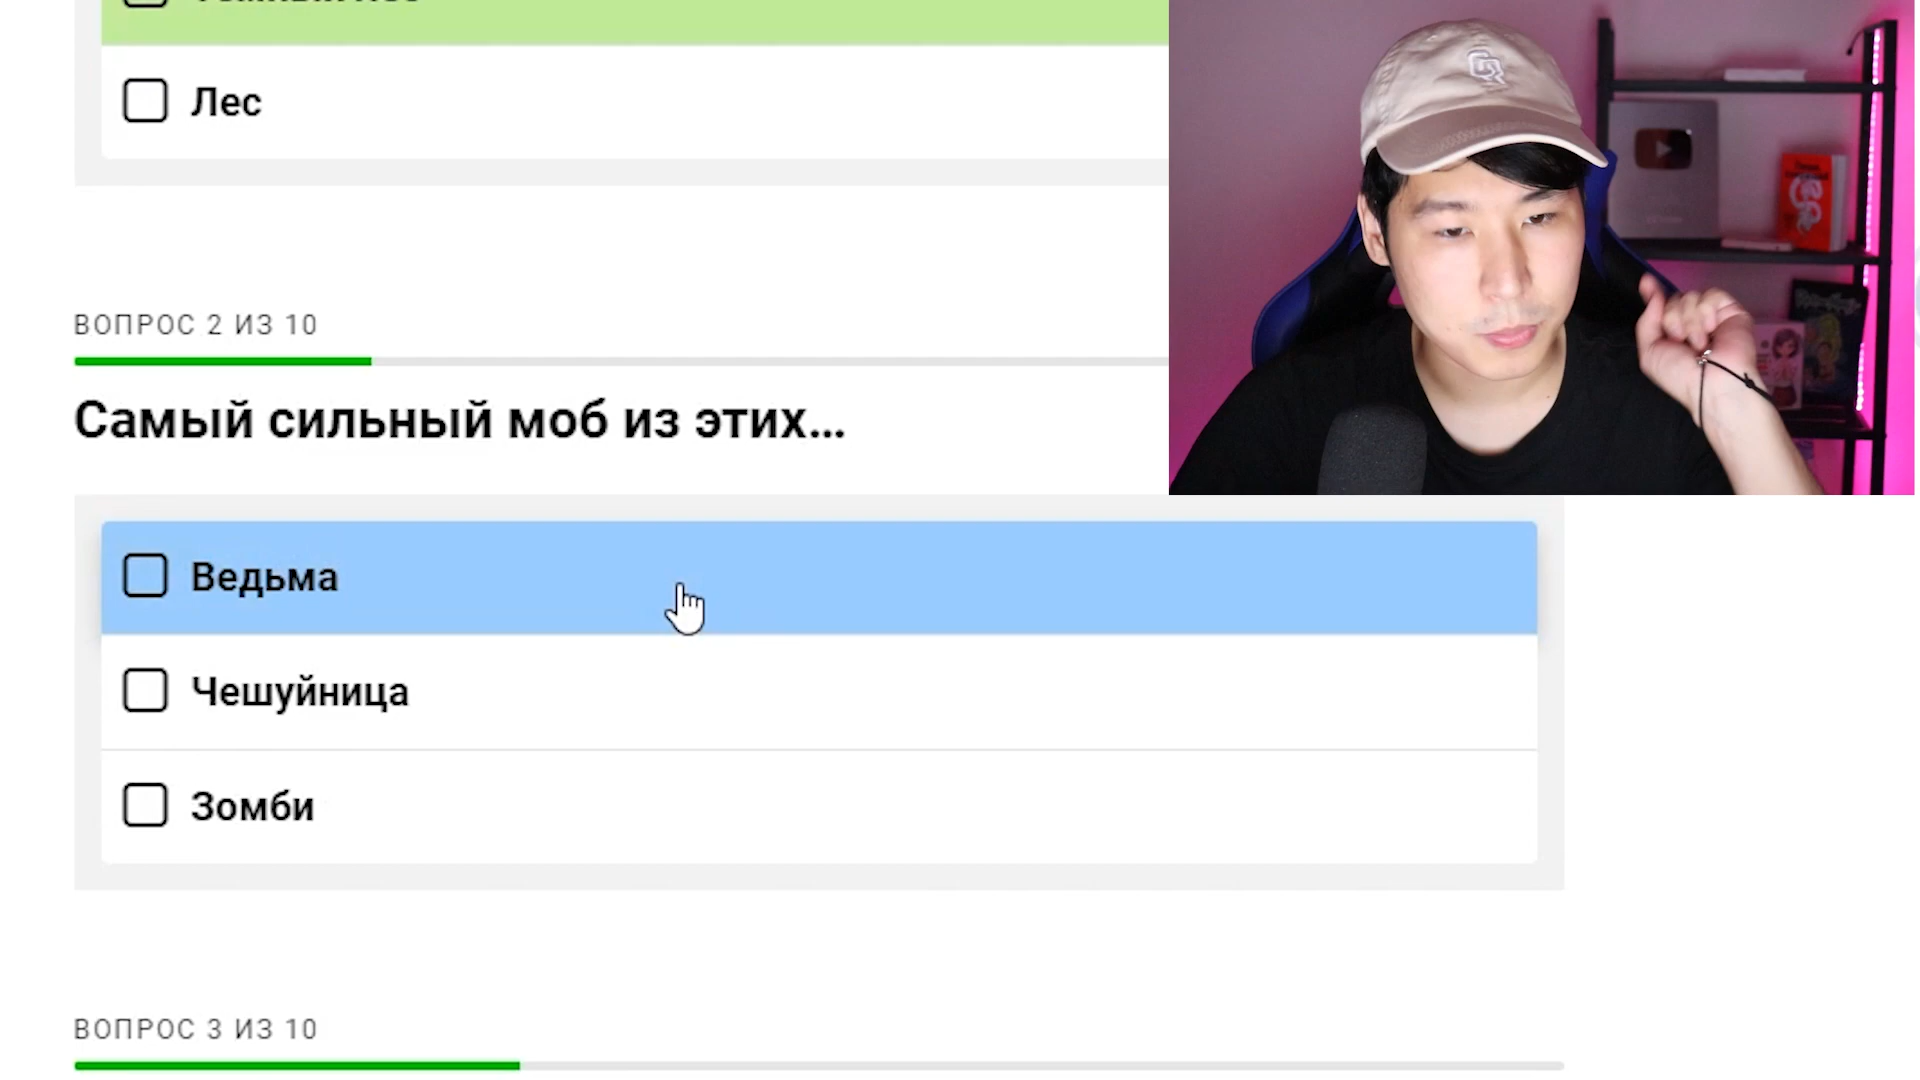 Лес
ВОПРОС 2 ИЗ 10
Самый сильный моб из этих...
Ведьма
Чешуйница
Зомби
ВОПРОС 3 ИЗ 10